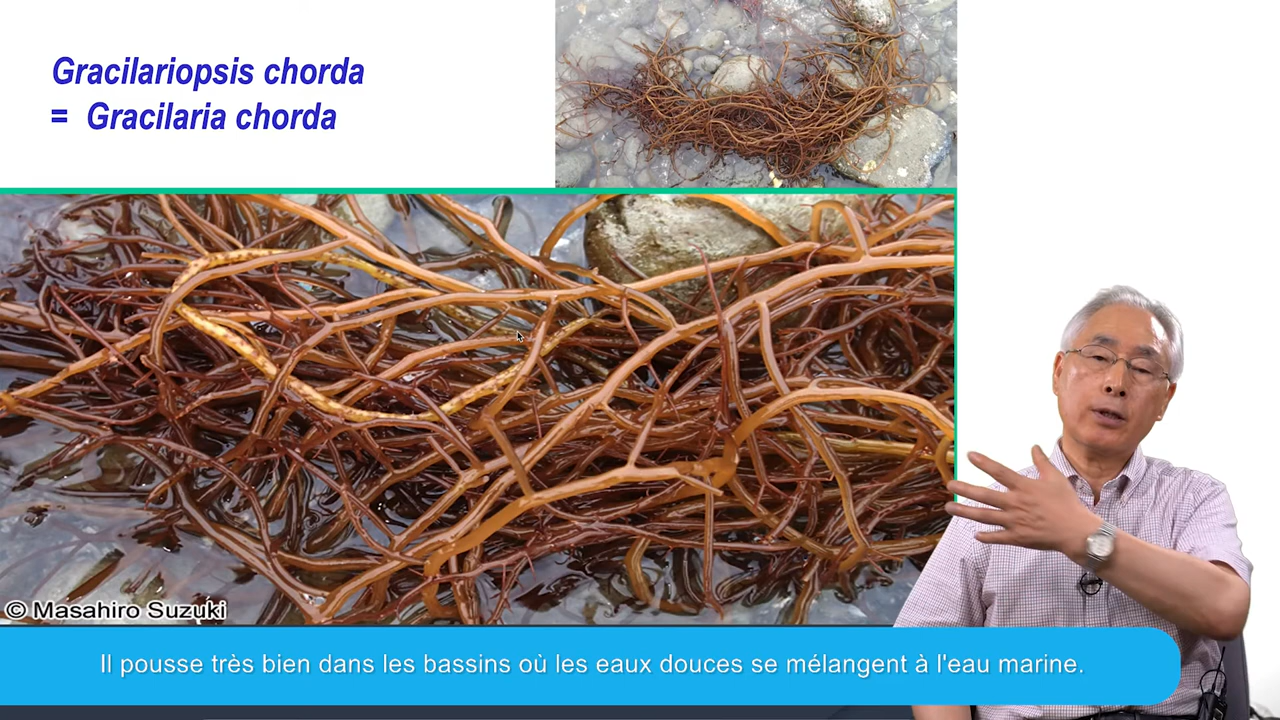 Gracilariopsis chorda
= Gracilaria chorda
© Masahiro Suzuki
Il pousse très bien dans les bassins où les eaux douces se mélangent à l'eau marine.